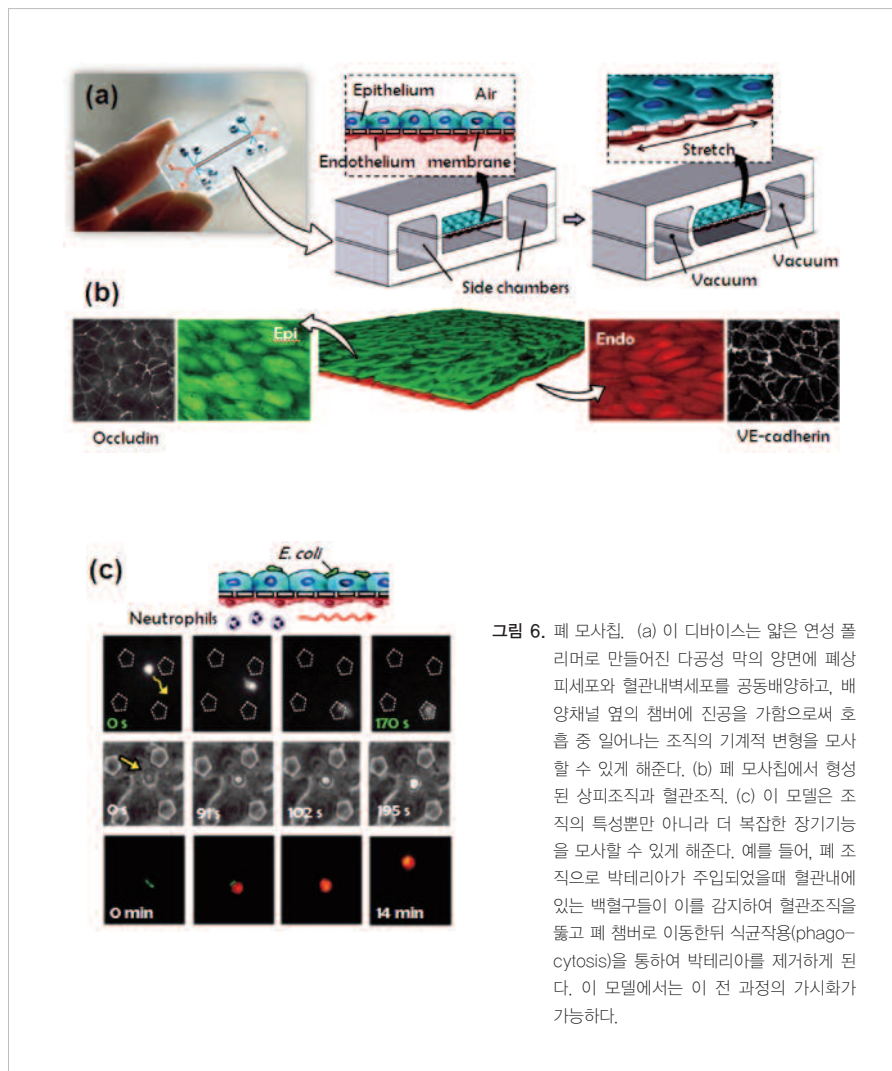 (a)
Epithelium
Air
Endothelium
membrane
Stretch
Side chambers
Vacuum
Vacuum
(b)
Epi
Endo
Occludin
VE-cadherin
(c)
E. coli
Neutrophils
0 s
170 s
0 s
91 s
102 s
195 s
0 min
14 min
그림 6. 폐 모사칩. (a) 이 디바이스는 얇은 연성 폴
리머로 만들어진 다공성 막의 양면에 폐상
피세포와 혈관내벽세포를 공동배양하고, 배
양채널 옆의 챔버에 진공을 가함으로써 호
흡 중 일어나는 조직의 기계적 변형을 모사
할 수 있게 해준다. (b) 페 모사칩에서 형성
된 상피조직과 혈관조직. (c) 이 모델은 조
직의 특성뿐만 아니라 더 복잡한 장기기능
을 모사할 수 있게 해준다. 예를 들어, 폐 조
직으로 박테리아가 주입되었을때 혈관내에
있는 백혈구들이 이를 감지하여 혈관조직을
뚫고 폐 챔버로 이동한뒤 식균작용(phago-
cytosis)을 통하여 박테리아를 제거하게 된
다. 이 모델에서는 이 전 과정의 가시화가
가능하다.